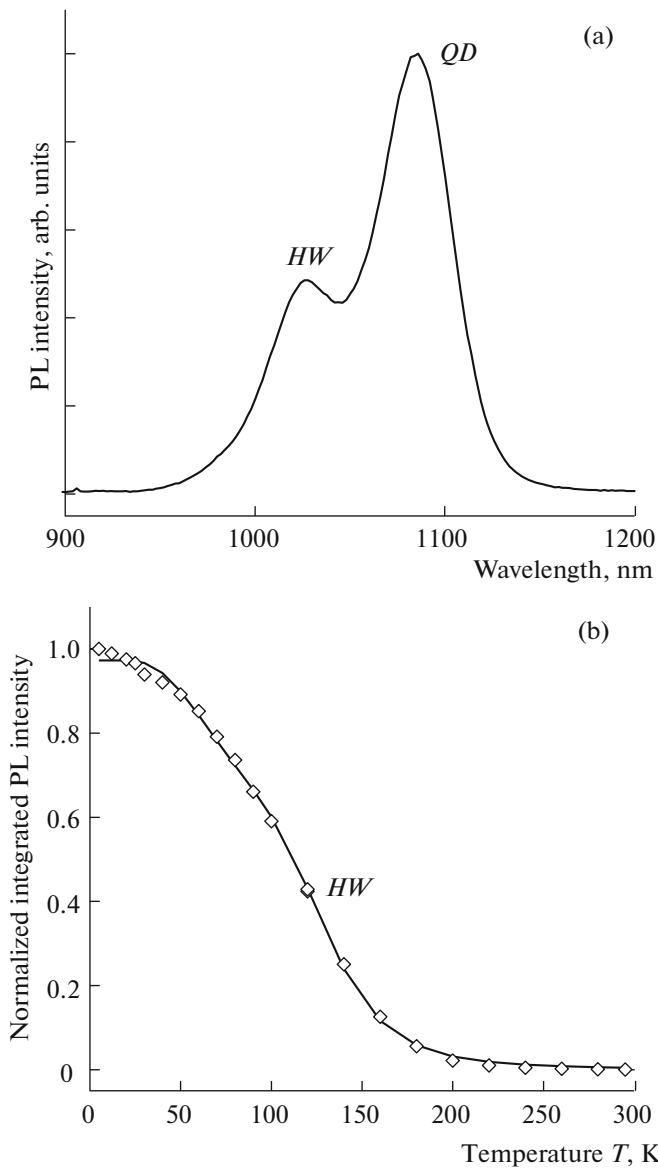 (a)
QD
HW
PL intensity, arb. units
900 1000 1100 1200
Wavelength, nm
(b)
1.0
0.8
0.6
HW
0.4
0.2
0
Normalized integrated PL intensity
0 50 100 150 200 250 300
Temperature T, K